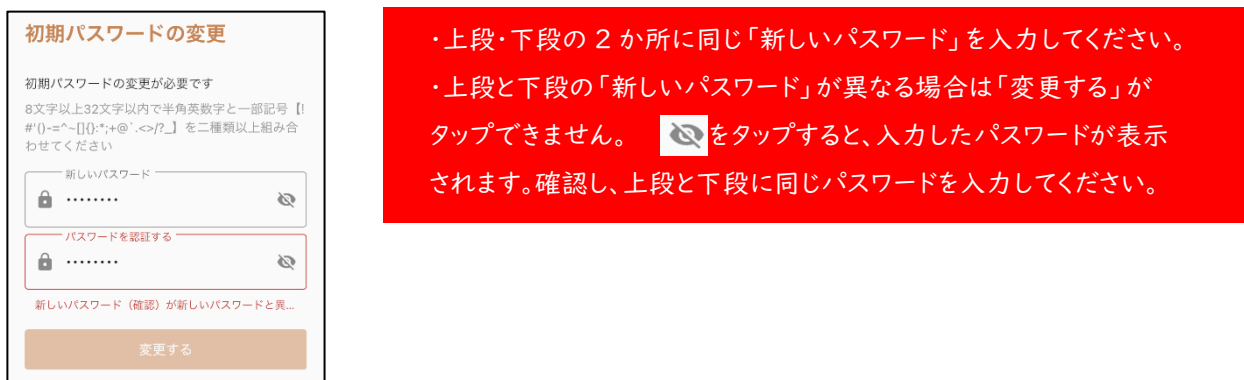 初期パスワードの変更
初期パスワードの変更が必要です
8文字以上32文字以内で半角英数字と一部記号【!
#'()-=^~[]{}:*;+@`.<>/?_】を二種類以上組み合
わせてください
新しいパスワード
········
パスワードを認証する
········
新しいパスワード（確認）が新しいパスワードと異...
変更する
・上段・下段の2か所に同じ「新しいパスワード」を入力してください。
・上段と下段の「新しいパスワード」が異なる場合は「変更する」が
タップできません。 をタップすると、入力したパスワードが表示
されます。確認し、上段と下段に同じパスワードを入力してください。